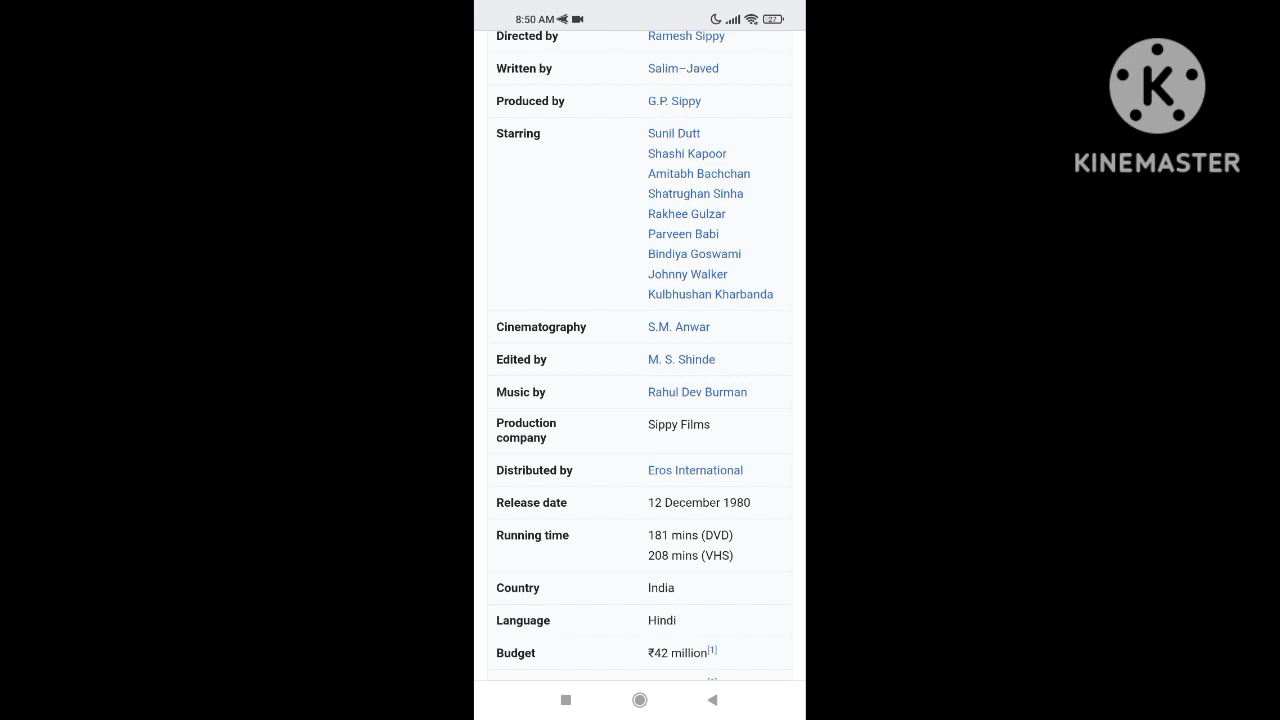 8:50 AM
27
Directed by Ramesh Sippy
Written by Salim–Javed
Produced by G.P. Sippy
Starring Sunil Dutt
Shashi Kapoor
Amitabh Bachchan
Shatrughan Sinha
Rakhee Gulzar
Parveen Babi
Bindiya Goswami
Johnny Walker
Kulbhushan Kharbanda
Cinematography S.M. Anwar
Edited by M. S. Shinde
Music by Rahul Dev Burman
Production Sippy Films
company
Distributed by Eros International
Release date 12 December 1980
Running time 181 mins (DVD)
208 mins (VHS)
Country India
Language Hindi
Budget ₹42 million[1]
K
KINEMASTER